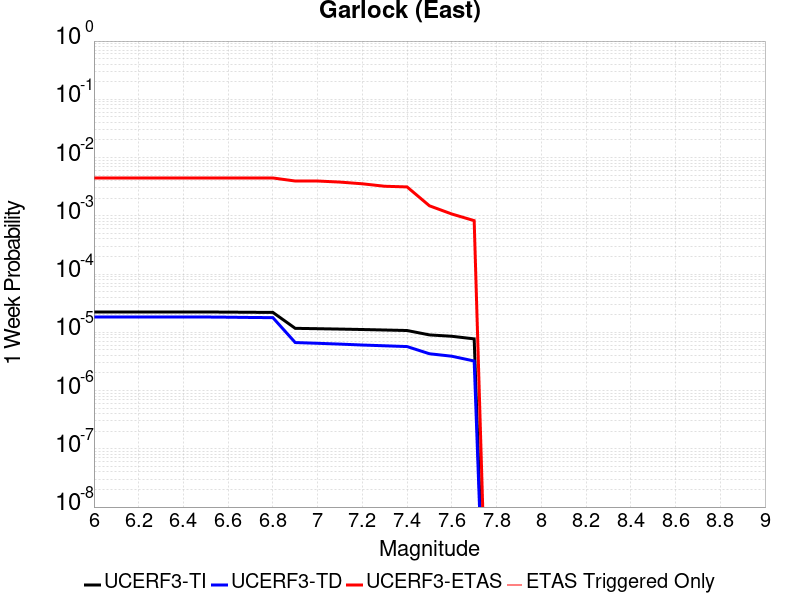 Garlock (East)
10^0
10^-1
10^-2
10^-3
10^-4
10^-5
10^-6
10^-7
10^-8
1 Week Probability
6 6.2 6.4 6.6 6.8 7 7.2 7.4 7.6 7.8 8 8.2 8.4 8.6 8.8 9
Magnitude
UCERF3-TI UCERF3-TD UCERF3-ETAS ETAS Triggered Only